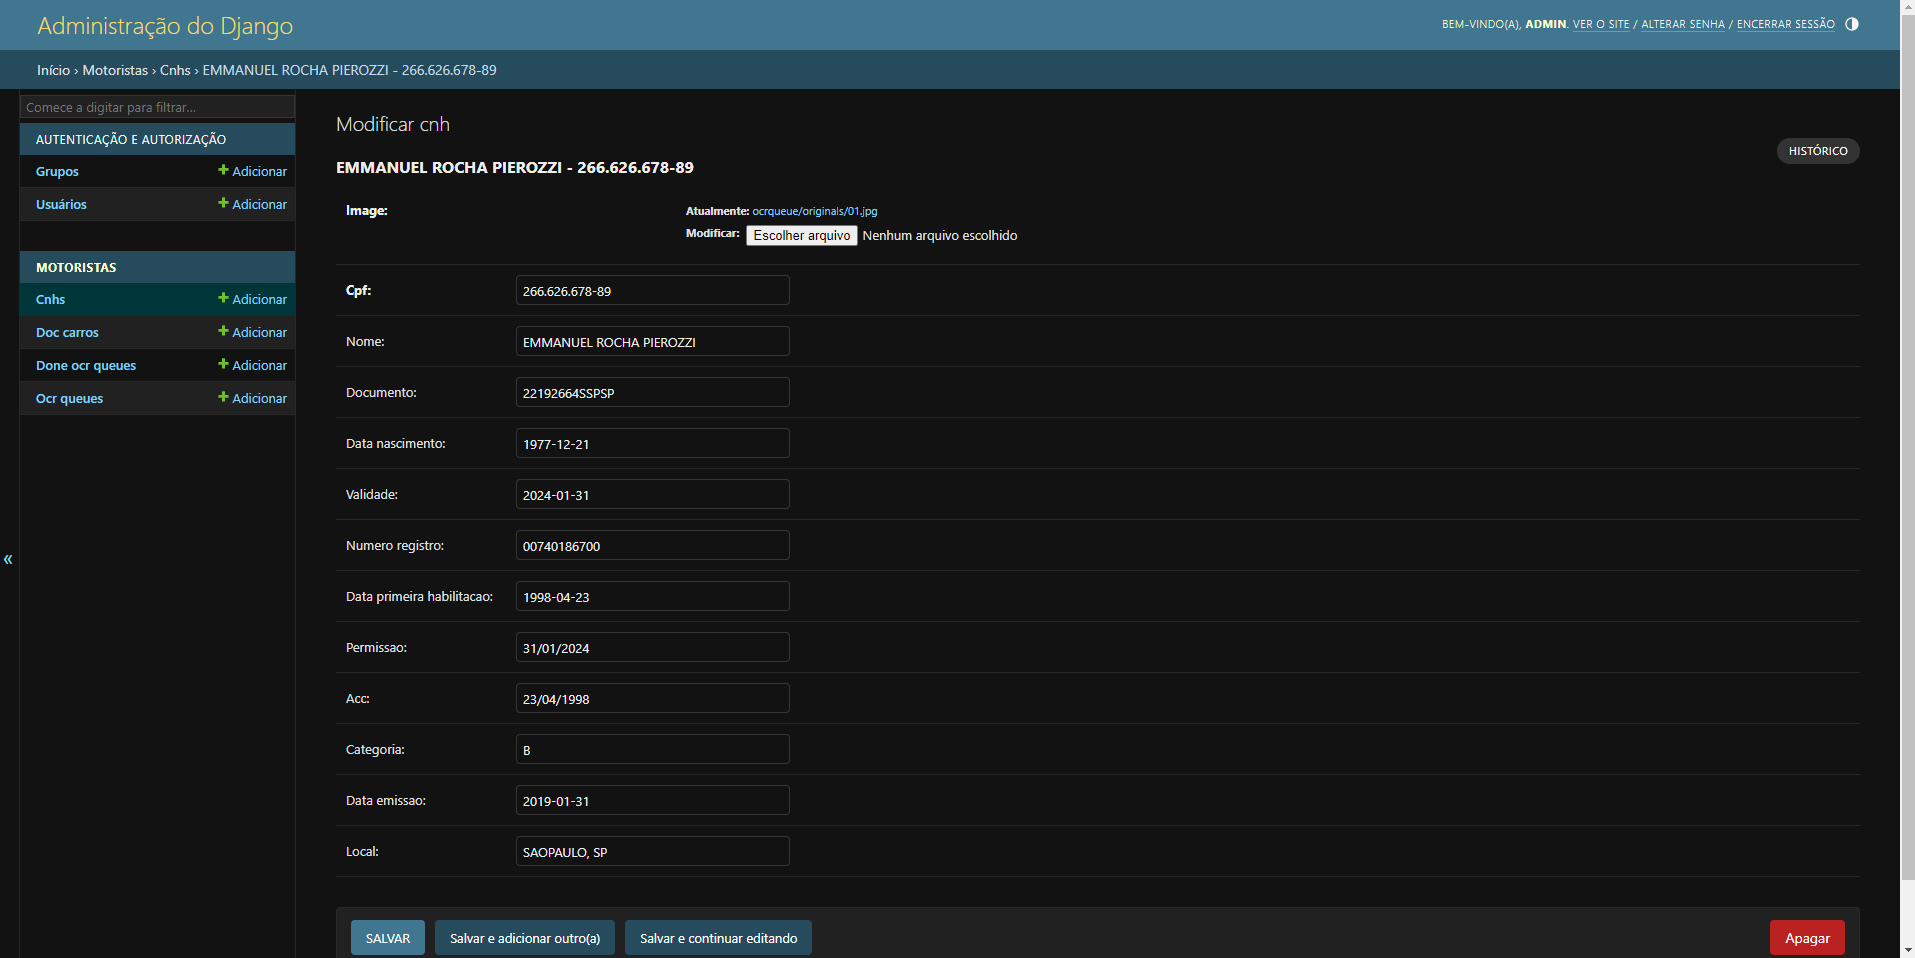 Administração do Django
BEM-VINDO(A), ADMIN. VER O SITE / ALTERAR SENHA / ENCERRAR SESSÃO
Início › Motoristas › Cnhs › EMMANUEL ROCHA PIEROZZI - 266.626.678-89
Comece a digitar para filtrar...
AUTENTICAÇÃO E AUTORIZAÇÃO
Grupos Adicionar
Usuários Adicionar
MOTORISTAS
Cnhs Adicionar
Doc carros Adicionar
Done ocr queues Adicionar
Ocr queues Adicionar
«
Modificar cnh
HISTÓRICO
EMMANUEL ROCHA PIEROZZI - 266.626.678-89
Image: Atualmente: ocrqueue/originals/01.jpg
Modificar: Escolher arquivo Nenhum arquivo escolhido
Cpf: 266.626.678-89
Nome: EMMANUEL ROCHA PIEROZZI
Documento: 22192664SSPSP
Data nascimento: 1977-12-21
Validade: 2024-01-31
Numero registro: 00740186700
Data primeira habilitacao: 1998-04-23
Permissao: 31/01/2024
Acc: 23/04/1998
Categoria: B
Data emissao: 2019-01-31
Local: SAOPAULO, SP
SALVAR Salvar e adicionar outro(a) Salvar e continuar editando Apagar